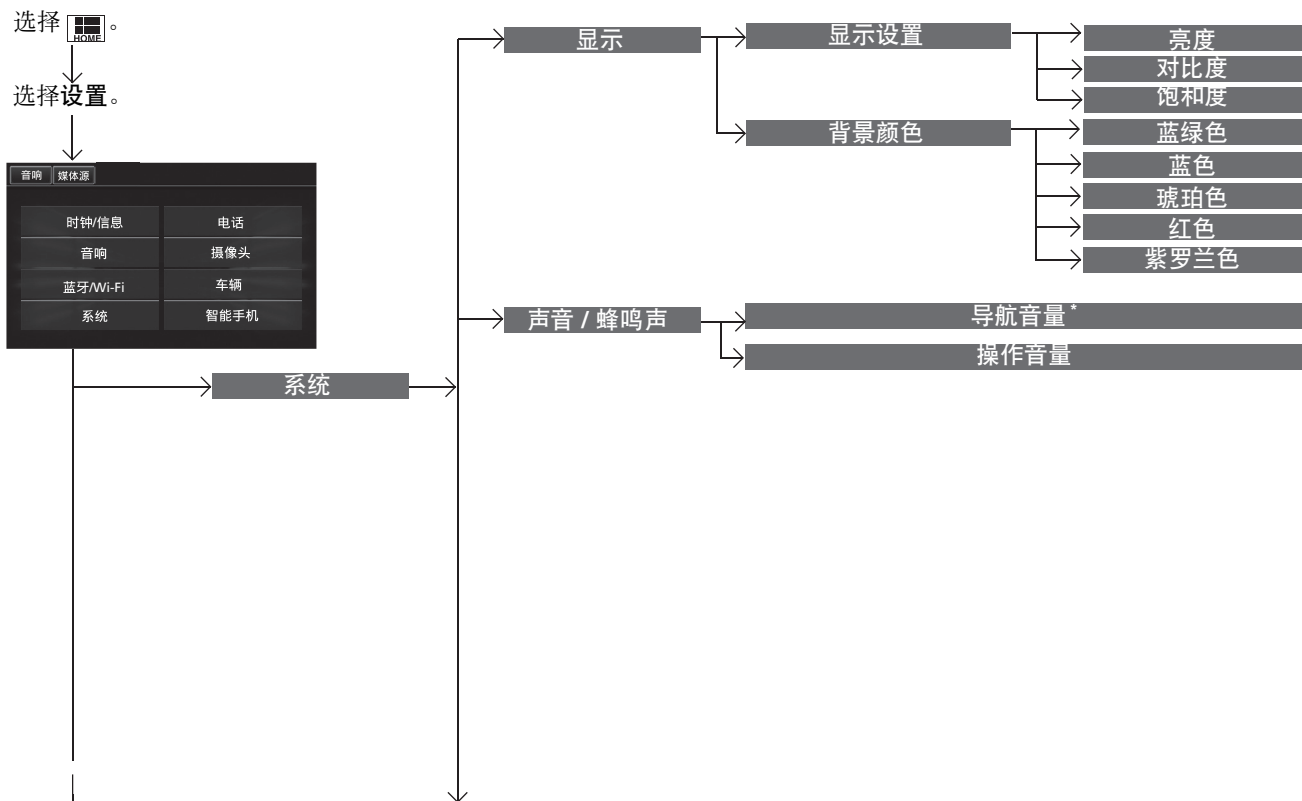 选择 HOME 。
选择设置。
音响 媒体源
时钟/信息 电话
音响 摄像头
蓝牙/Wi-Fi 车辆
系统 智能手机
系统
显示
显示设置
亮度
对比度
饱和度
背景颜色
蓝绿色
蓝色
琥珀色
红色
紫罗兰色
声音 / 蜂鸣声
导航音量*
操作音量